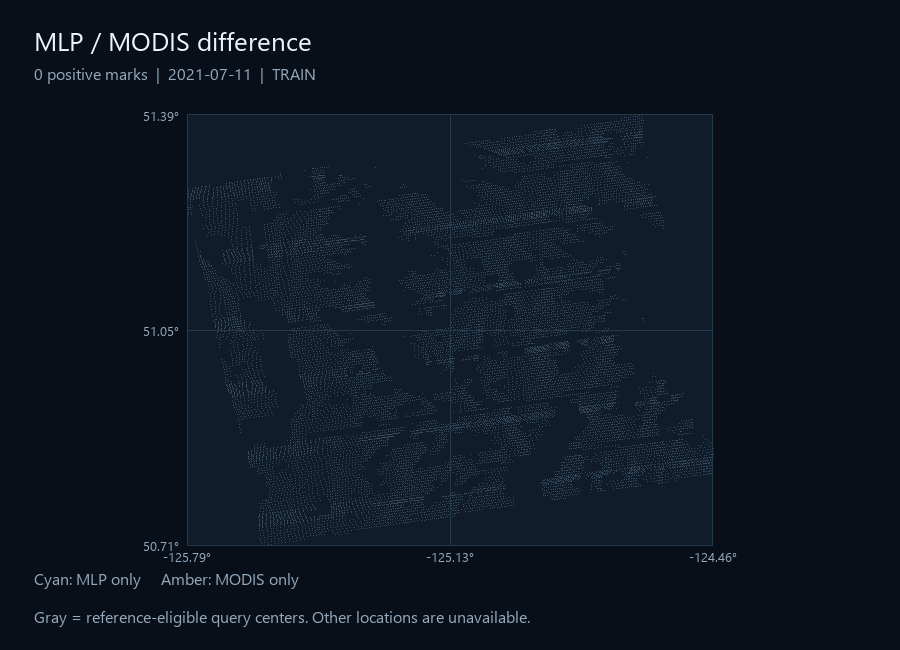 MLP / MODIS difference
0 positive marks | 2021-07-11 | TRAIN
51.39°
51.05°
50.71°
-125.79° -125.13° -124.46°
Cyan: MLP only Amber: MODIS only
Gray = reference-eligible query centers. Other locations are unavailable.